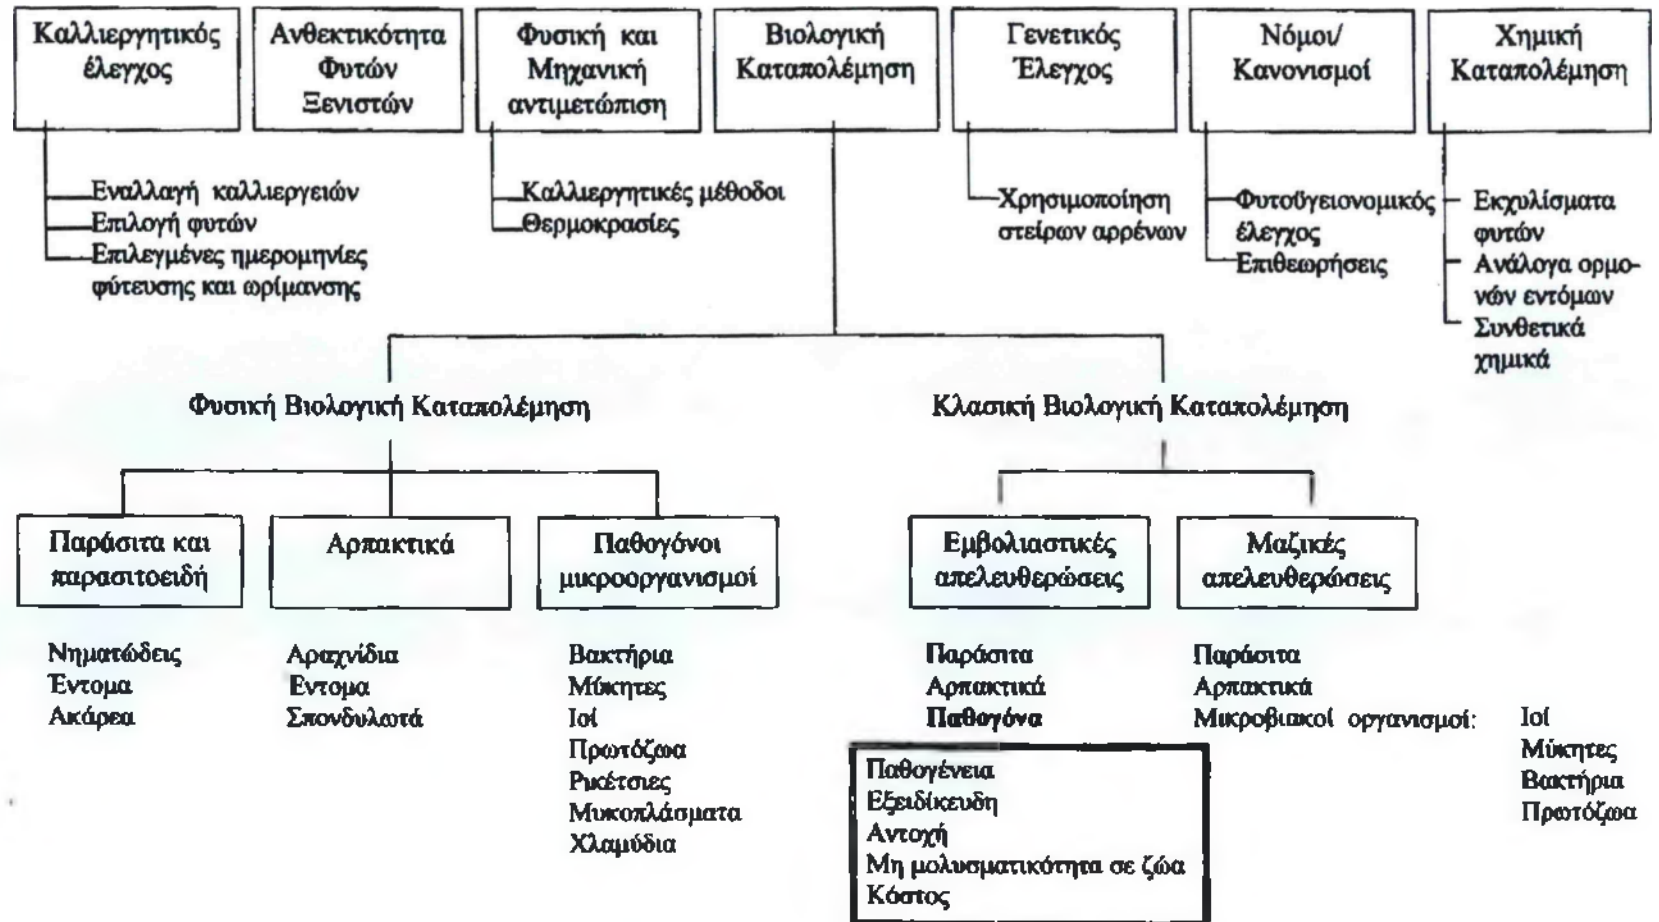 Καλλιεργητικός
έλεγχος
Ανθεκτικότητα
Φυτών
Ξενιστών
Φυσική και
Μηχανική
αντιμετώπιση
Βιολογική
Καταπολέμηση
Γενετικός
Έλεγχος
Νόμοι/
Κανονισμοί
Χημική
Καταπολέμηση
Εναλλαγή καλλιεργειών
Επιλογή φυτών
Επιλεγμένες ημερομηνίες
φύτευσης και ωρίμανσης
Καλλιεργητικές μέθοδοι
Θερμοκρασίες
Χρησιμοποίηση
στείρων αρρένων
Φυτοϋγειονομικός
έλεγχος
Επιθεωρήσεις
Εκχυλίσματα
φυτών
Ανάλογα ορμο-
νών εντόμων
Συνθετικά
χημικά
Φυσική Βιολογική Καταπολέμηση
Κλασική Βιολογική Καταπολέμηση
Παράσιτα και
παρασιτοειδή
Αρπακτικά
Παθογόνοι
μικροοργανισμοί
Εμβολιαστικές
απελευθερώσεις
Μαζικές
απελευθερώσεις
Νηματώδεις
Έντομα
Ακάρεα
Αραχνίδια
Εντομα
Σπονδυλωτά
Βακτήρια
Μύκητες
Ιοί
Πρωτόζωα
Ρικέτσιες
Μυκοπλάσματα
Χλαμύδια
Παράσιτα
Αρπακτικά
Παθογόνα
Παράσιτα
Αρπακτικά
Μικροβιακοί οργανισμοί:
Ιοί
Μύκητες
Βακτήρια
Πρωτόζωα
Παθογένεια
Εξειδίκευδη
Αντοχή
Μη μολυσματικότητα σε ζώα
Κόστος